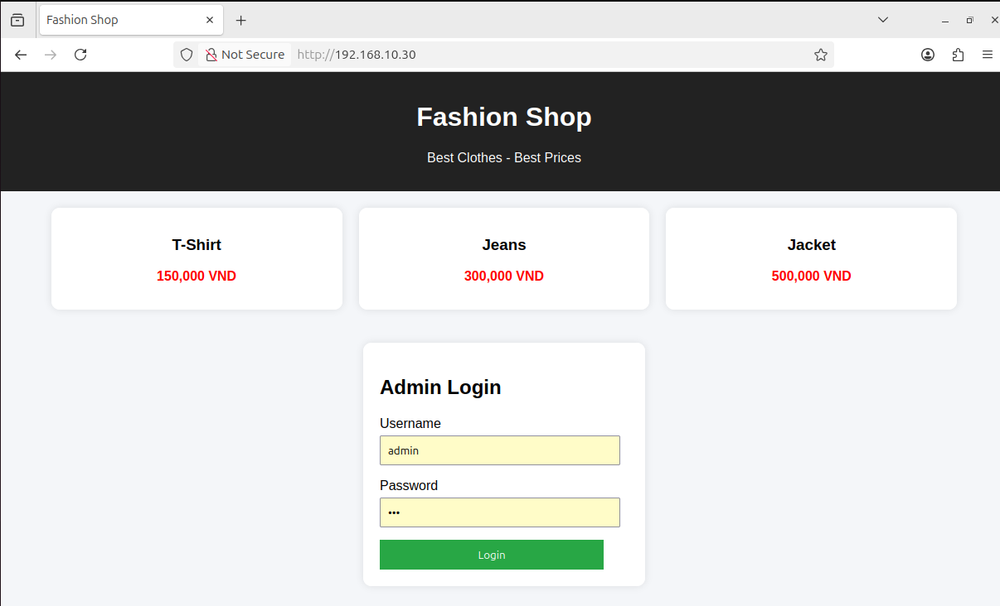 Fashion Shop
Not Secure http://192.168.10.30
Fashion Shop
Best Clothes - Best Prices
T-Shirt
150,000 VND
Jeans
300,000 VND
Jacket
500,000 VND
Admin Login
Username
admin
Password
•••
Login